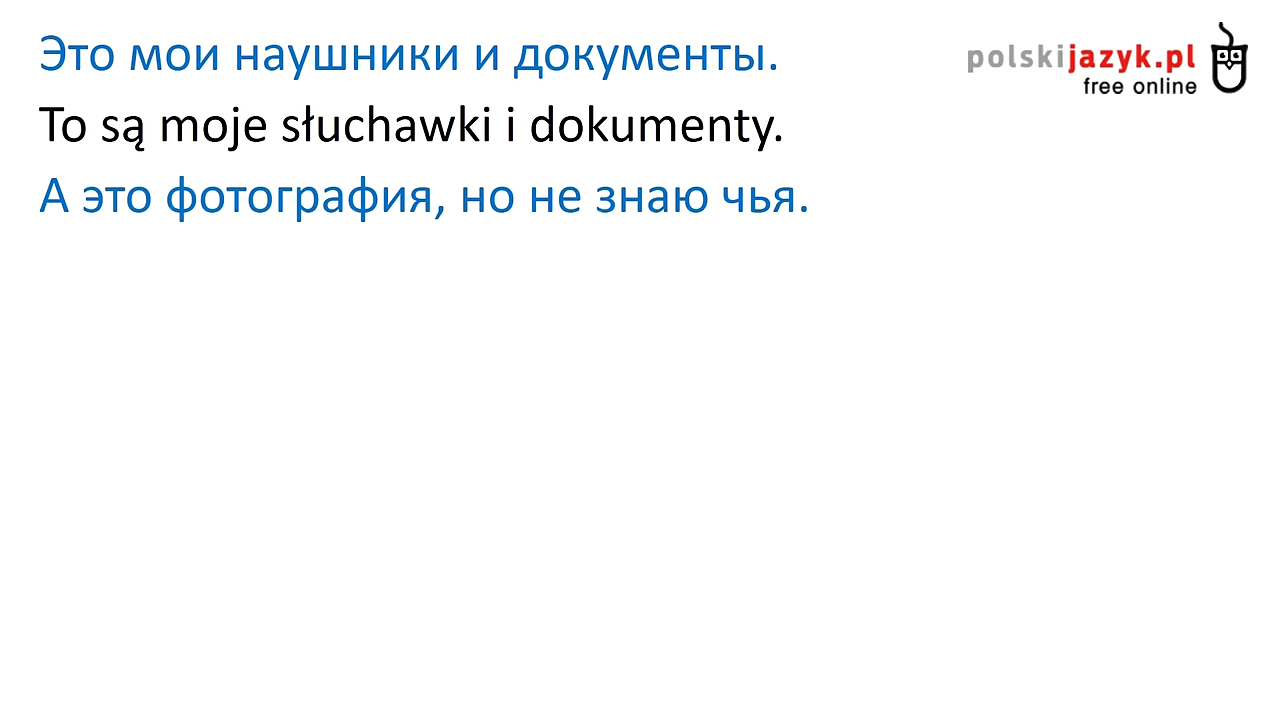 Это мои наушники и документы.
polskijazyk.pl
free online
To są moje słuchawki i dokumenty.
А это фотография, но не знаю чья.